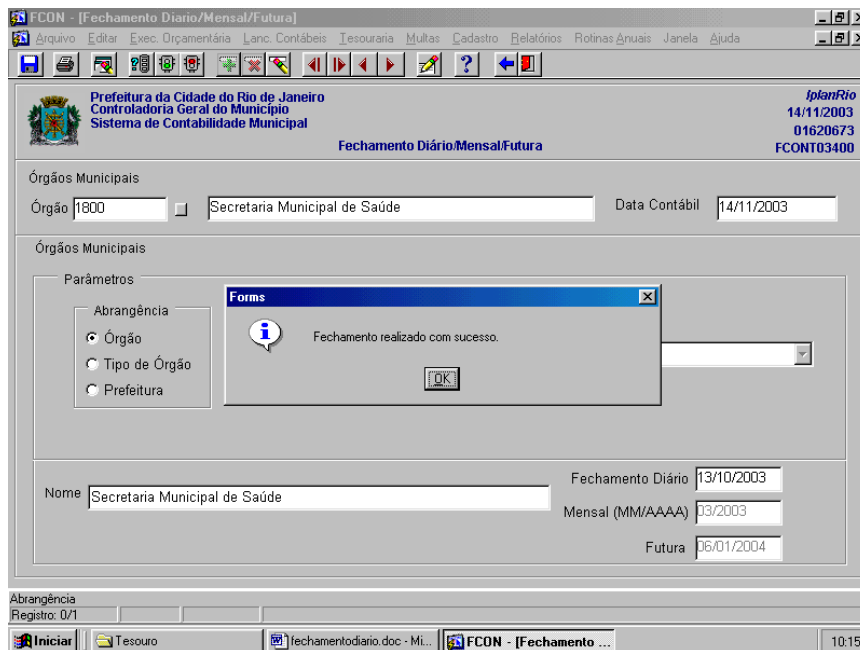 FCON - [Fechamento Diario/Mensal/Futura]
Arquivo Editar Exec. Orçamentária Lanc. Contábeis Tesouraria Multas Cadastro Relatórios Rotinas Anuais Janela Ajuda
Prefeitura da Cidade do Rio de Janeiro
Controladoria Geral do Município
Sistema de Contabilidade Municipal
Fechamento Diário/Mensal/Futura
IplanRio
14/11/2003
01620673
FCONT03400
Órgãos Municipais
Órgão 1800 Secretaria Municipal de Saúde Data Contábil 14/11/2003
Órgãos Municipais
Parâmetros
Abrangência
Órgão
Tipo de Órgão
Prefeitura
Forms
Fechamento realizado com sucesso.
OK
Nome Secretaria Municipal de Saúde
Fechamento Diário 13/10/2003
Mensal (MM/AAAA) 03/2003
Futura 06/01/2004
Abrangência
Registro: 0/1
Iniciar Tesouro fechamentodiario.doc - Mi... FCON - [Fechamento ... 10:15